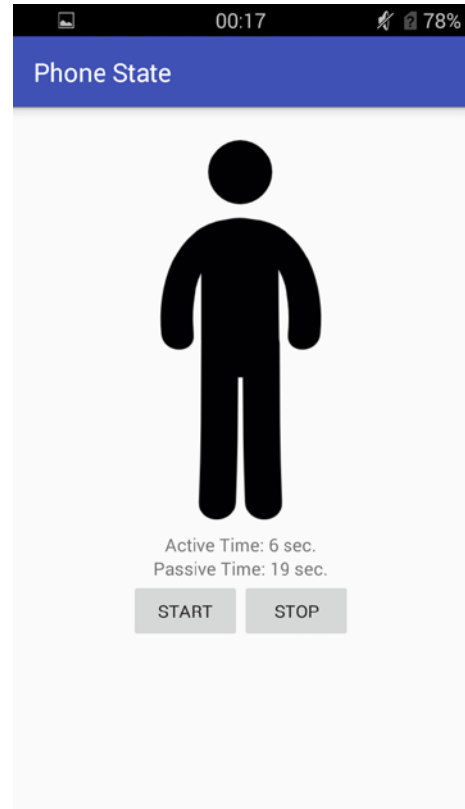 00:17 78%
Phone State
Active Time: 6 sec.
Passive Time: 19 sec.
START STOP